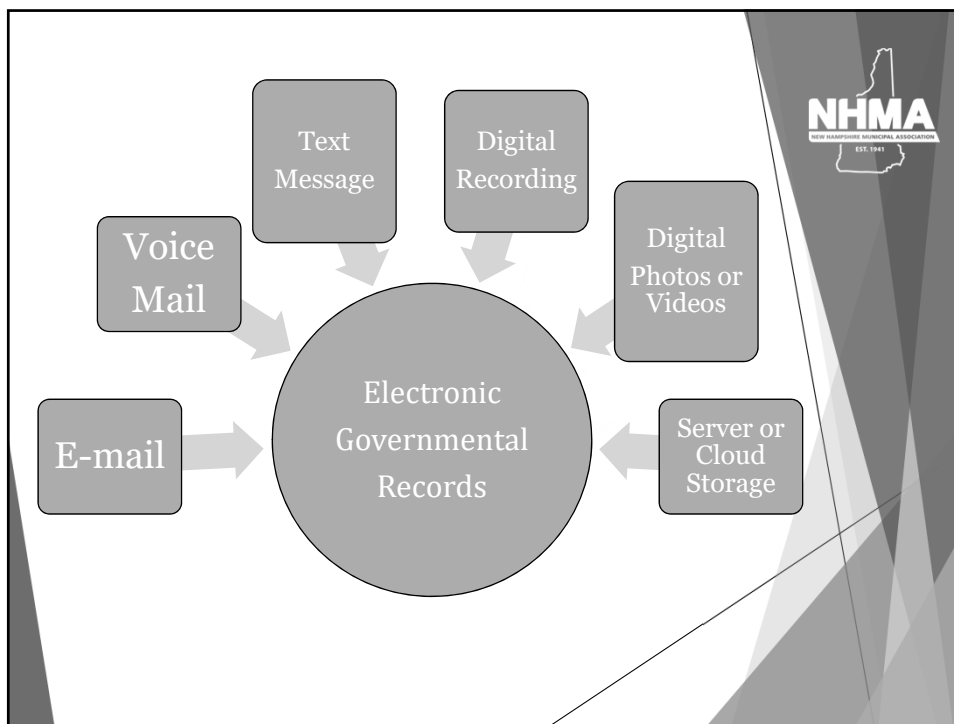 NHMA
NEW HAMPSHIRE MUNICIPAL ASSOCIATION
EST. 1941
Text
Message
Digital
Recording
Voice
Mail
Digital
Photos or
Videos
E-mail
Electronic
Governmental
Records
Server or
Cloud
Storage